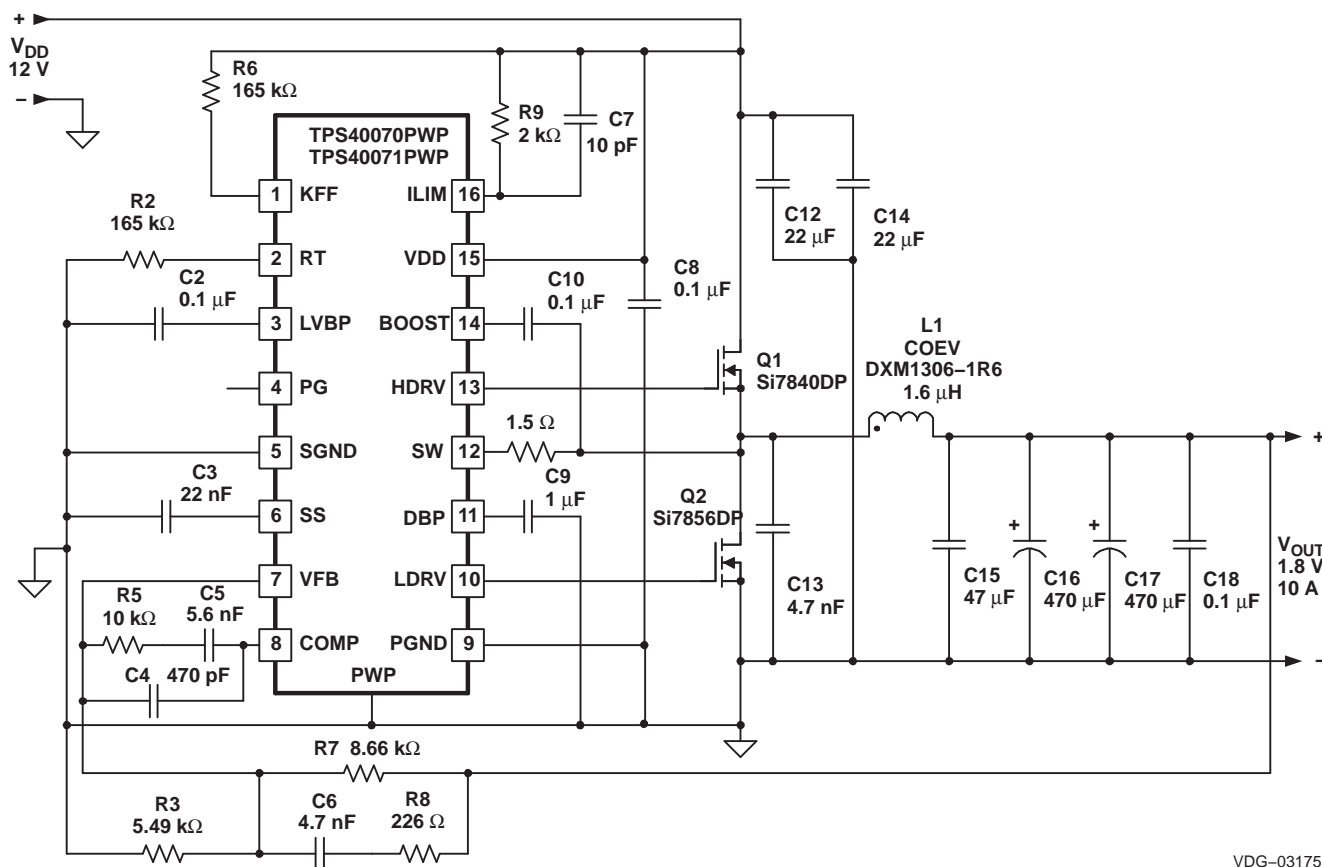 +
V_DD
12 V
−
R6
165 kΩ
TPS40070PWP
TPS40071PWP
R9
2 kΩ
C7
10 pF
1 KFF
ILIM 16
R2
165 kΩ
2 RT
VDD 15
C12
22 μF
C14
22 μF
C2
0.1 μF
C10
0.1 μF
C8
0.1 μF
3 LVBP
BOOST 14
L1
COEV
DXM1306−1R6
1.6 μH
Q1
Si7840DP
4 PG
HDRV 13
1.5 Ω
+
5 SGND
SW 12
C3
22 nF
C9
1 μF
Q2
Si7856DP
6 SS
DBP 11
+
+
V_OUT
1.8 V
10 A
7 VFB
LDRV 10
C13
4.7 nF
C15
47 μF
C16
470 μF
C17
470 μF
C18
0.1 μF
R5
10 kΩ
C5
5.6 nF
8 COMP
PGND 9
C4
470 pF
PWP
−
R7 8.66 kΩ
R3
5.49 kΩ
C6
4.7 nF
R8
226 Ω
VDG−03175